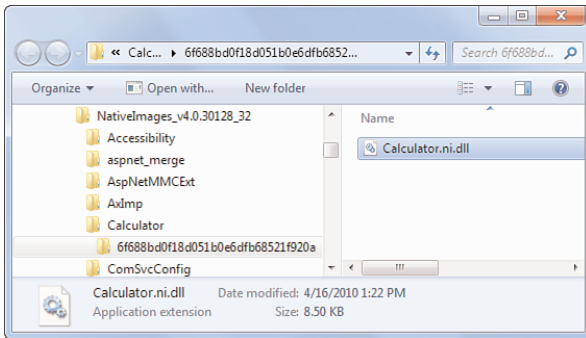 « Calc... ▸ 6f688bd0f18d051b0e6dfb6852... Search 6f688bd...
Organize Open with... New folder
NativeImages_v4.0.30128_32
Accessibility
aspnet_merge
AspNetMMCExt
AxImp
Calculator
6f688bd0f18d051b0e6dfb68521f920a
ComSvcConfig
Name
Calculator.ni.dll
Calculator.ni.dll Date modified: 4/16/2010 1:22 PM
Application extension Size: 8.50 KB